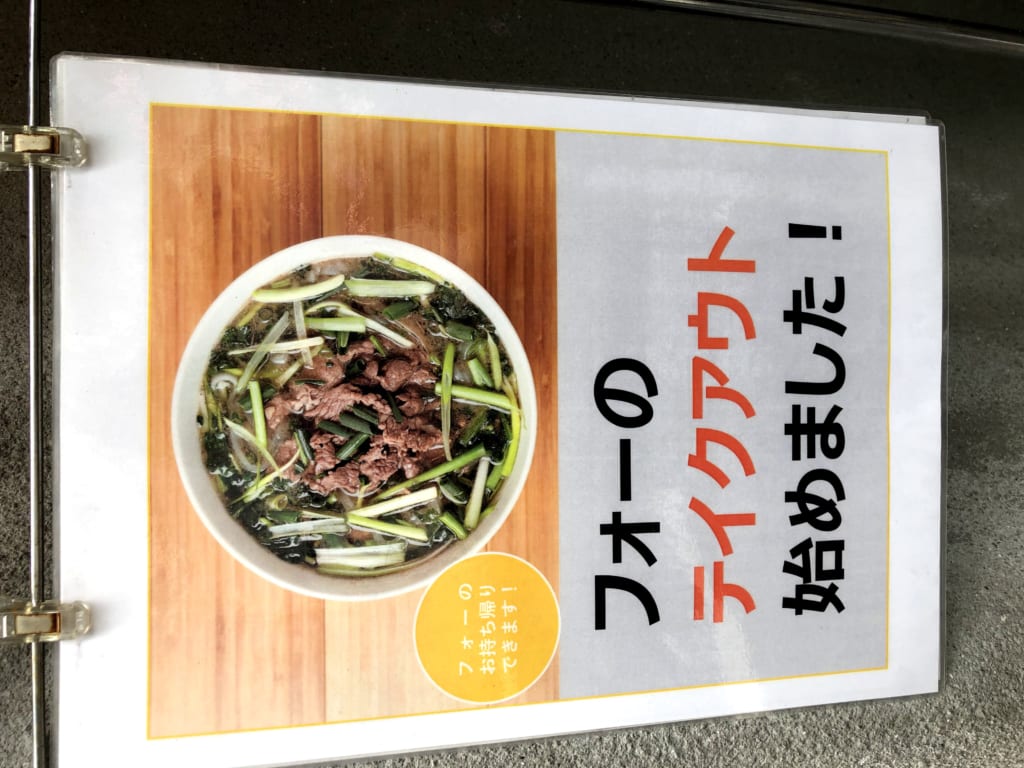 フォーの
お持ち帰り
できます！
フォーの
テイクアウト
始めました！